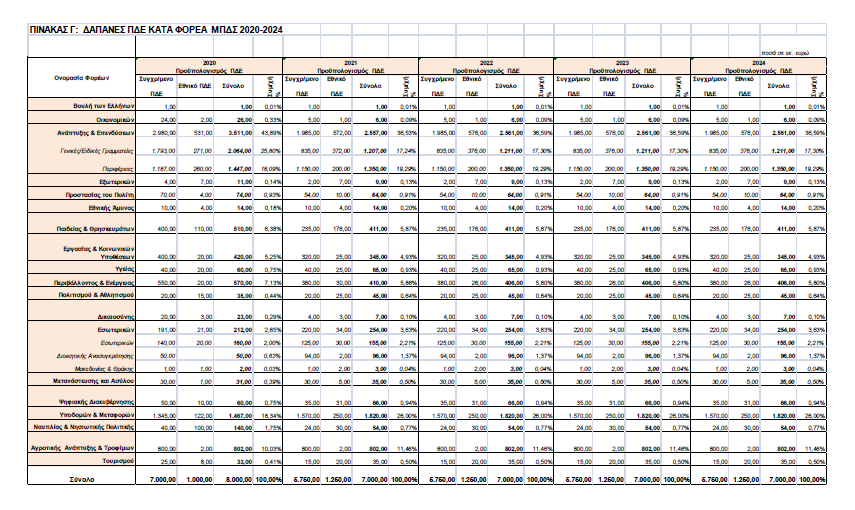 ΠΙΝΑΚΑΣ Γ: ΔΑΠΑΝΕΣ ΠΔΕ ΚΑΤΑ ΦΟΡΕΑ ΜΠΔΣ 2020-2024
ποσά σε εκ. ευρώ
Ονομασία Φορέων 2020 2021 2022 2023 2024
Προϋπολογισμός ΠΔΕ Προϋπολογισμός ΠΔΕ Προϋπολογισμός ΠΔΕ Προϋπολογισμός ΠΔΕ Προϋπολογισμός ΠΔΕ
Συγχρ/μενο ΠΔΕ Εθνικό ΠΔΕ Σύνολο Συμ/χή % Συγχρ/μενο ΠΔΕ Εθνικό ΠΔΕ Σύνολο Συμ/χή % Συγχρ/μενο ΠΔΕ Εθνικό ΠΔΕ Σύνολο Συμ/χή % Συγχρ/μενο ΠΔΕ Εθνικό ΠΔΕ Σύνολο Συμ/χή % Συγχρ/μενο ΠΔΕ Εθνικό ΠΔΕ Σύνολο Συμ/χή %
Βουλή των Ελλήνων 1,00 1,00 0,01% 1,00 1,00 0,01% 1,00 1,00 0,01% 1,00 1,00 0,01% 1,00 1,00 0,01%
Οικονομικών 24,00 2,00 26,00 0,33% 5,00 1,00 6,00 0,09% 5,00 1,00 6,00 0,09% 5,00 1,00 6,00 0,09% 5,00 1,00 6,00 0,09%
Ανάπτυξης & Επενδύσεων 2.980,00 531,00 3.511,00 43,89% 1.985,00 572,00 2.557,00 36,53% 1.985,00 576,00 2.561,00 36,59% 1.985,00 576,00 2.561,00 36,59% 1.985,00 576,00 2.561,00 36,59%
Γενικές/Ειδικές Γραμματείες 1.793,00 271,00 2.064,00 25,80% 835,00 372,00 1.207,00 17,24% 835,00 376,00 1.211,00 17,30% 835,00 376,00 1.211,00 17,30% 835,00 376,00 1.211,00 17,30%
Περιφέρειες 1.187,00 260,00 1.447,00 18,09% 1.150,00 200,00 1.350,00 19,29% 1.150,00 200,00 1.350,00 19,29% 1.150,00 200,00 1.350,00 19,29% 1.150,00 200,00 1.350,00 19,29%
Εξωτερικών 4,00 7,00 11,00 0,14% 2,00 7,00 9,00 0,13% 2,00 7,00 9,00 0,13% 2,00 7,00 9,00 0,13% 2,00 7,00 9,00 0,13%
Προστασίας του Πολίτη 70,00 4,00 74,00 0,93% 54,00 10,00 64,00 0,91% 54,00 10,00 64,00 0,91% 54,00 10,00 64,00 0,91% 54,00 10,00 64,00 0,91%
Εθνικής Άμυνας 10,00 4,00 14,00 0,18% 10,00 4,00 14,00 0,20% 10,00 4,00 14,00 0,20% 10,00 4,00 14,00 0,20% 10,00 4,00 14,00 0,20%
Παιδείας & Θρησκευμάτων 400,00 110,00 510,00 6,38% 235,00 176,00 411,00 5,87% 235,00 176,00 411,00 5,87% 235,00 176,00 411,00 5,87% 235,00 176,00 411,00 5,87%
Εργασίας & Κοινωνικών
Υποθέσεων 400,00 20,00 420,00 5,25% 320,00 25,00 345,00 4,93% 320,00 25,00 345,00 4,93% 320,00 25,00 345,00 4,93% 320,00 25,00 345,00 4,93%
Υγείας 40,00 20,00 60,00 0,75% 40,00 25,00 65,00 0,93% 40,00 25,00 65,00 0,93% 40,00 25,00 65,00 0,93% 40,00 25,00 65,00 0,93%
Περιβάλλοντος & Ενέργειας 550,00 20,00 570,00 7,13% 380,00 30,00 410,00 5,86% 380,00 26,00 406,00 5,80% 380,00 26,00 406,00 5,80% 380,00 26,00 406,00 5,80%
Πολιτισμού & Αθλητισμού 20,00 15,00 35,00 0,44% 20,00 25,00 45,00 0,64% 20,00 25,00 45,00 0,64% 20,00 25,00 45,00 0,64% 20,00 25,00 45,00 0,64%
Δικαιοσύνης 20,00 3,00 23,00 0,29% 4,00 3,00 7,00 0,10% 4,00 3,00 7,00 0,10% 4,00 3,00 7,00 0,10% 4,00 3,00 7,00 0,10%
Εσωτερικών 191,00 21,00 212,00 2,65% 220,00 34,00 254,00 3,63% 220,00 34,00 254,00 3,63% 220,00 34,00 254,00 3,63% 220,00 34,00 254,00 3,63%
Εσωτερικών 140,00 20,00 160,00 2,00% 125,00 30,00 155,00 2,21% 125,00 30,00 155,00 2,21% 125,00 30,00 155,00 2,21% 125,00 30,00 155,00 2,21%
Διοικητικής Ανασυγκρότησης 50,00 50,00 0,63% 94,00 2,00 96,00 1,37% 94,00 2,00 96,00 1,37% 94,00 2,00 96,00 1,37% 94,00 2,00 96,00 1,37%
Μακεδονίας & Θράκης 1,00 1,00 2,00 0,03% 1,00 2,00 3,00 0,04% 1,00 2,00 3,00 0,04% 1,00 2,00 3,00 0,04% 1,00 2,00 3,00 0,04%
Μετανάστευσης και Ασύλου 30,00 1,00 31,00 0,39% 30,00 5,00 35,00 0,50% 30,00 5,00 35,00 0,50% 30,00 5,00 35,00 0,50% 30,00 5,00 35,00 0,50%
Ψηφιακής Διακυβέρνησης 50,00 10,00 60,00 0,75% 35,00 31,00 66,00 0,94% 35,00 31,00 66,00 0,94% 35,00 31,00 66,00 0,94% 35,00 31,00 66,00 0,94%
Υποδομών & Μεταφορών 1.345,00 122,00 1.467,00 18,34% 1.570,00 250,00 1.820,00 26,00% 1.570,00 250,00 1.820,00 26,00% 1.570,00 250,00 1.820,00 26,00% 1.570,00 250,00 1.820,00 26,00%
Ναυτιλίας & Νησιωτικής Πολιτικής 40,00 100,00 140,00 1,75% 30,00 24,00 54,00 0,77% 30,00 24,00 54,00 0,77% 30,00 24,00 54,00 0,77% 30,00 24,00 54,00 0,77%
Αγροτικής Ανάπτυξης & Τροφίμων 800,00 2,00 802,00 10,03% 800,00 2,00 802,00 11,46% 800,00 2,00 802,00 11,46% 800,00 2,00 802,00 11,46% 800,00 2,00 802,00 11,46%
Τουρισμού 25,00 8,00 33,00 0,41% 15,00 20,00 35,00 0,50% 15,00 20,00 35,00 0,50% 15,00 20,00 35,00 0,50% 15,00 20,00 35,00 0,50%
Σύνολο 7.000,00 1.000,00 8.000,00 100,00% 5.750,00 1.250,00 7.000,00 100,00% 5.750,00 1.250,00 7.000,00 100,00% 5.750,00 1.250,00 7.000,00 100,00% 5.750,00 1.250,00 7.000,00 100,00%